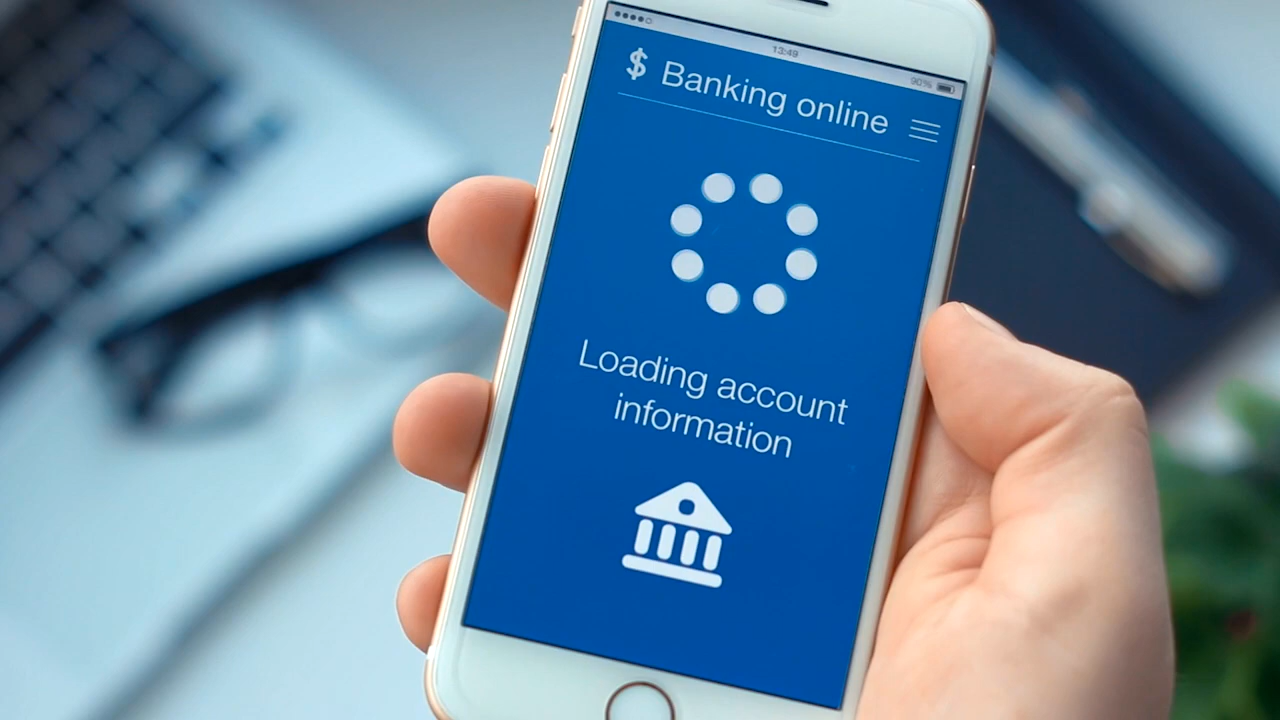 13:49
90%
$ Banking online
Loading account
information